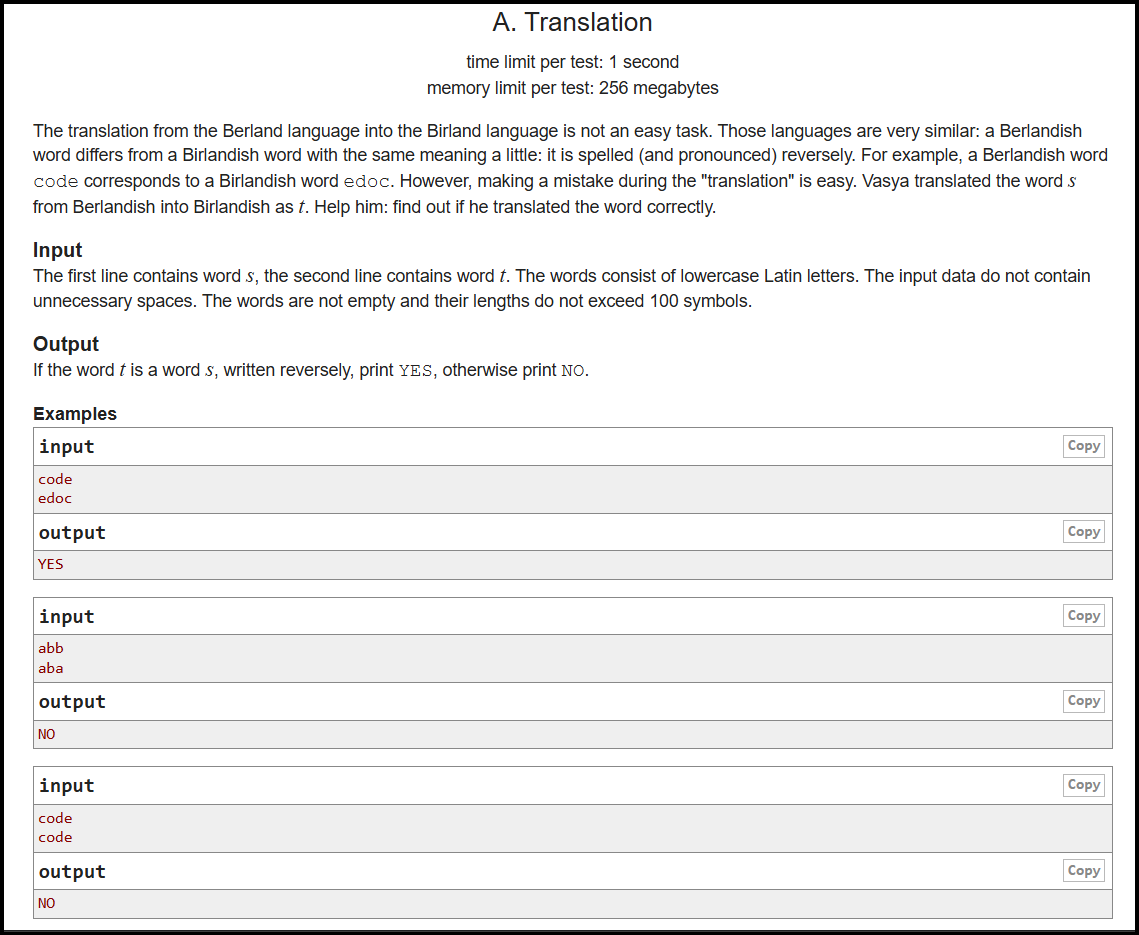 A. Translation
time limit per test: 1 second
memory limit per test: 256 megabytes
The translation from the Berland language into the Birland language is not an easy task. Those languages are very similar: a Berlandish
word differs from a Birlandish word with the same meaning a little: it is spelled (and pronounced) reversely. For example, a Berlandish word
code corresponds to a Birlandish word edoc. However, making a mistake during the "translation" is easy. Vasya translated the word s
from Berlandish into Birlandish as t. Help him: find out if he translated the word correctly.
Input
The first line contains word s, the second line contains word t. The words consist of lowercase Latin letters. The input data do not contain
unnecessary spaces. The words are not empty and their lengths do not exceed 100 symbols.
Output
If the word t is a word s, written reversely, print YES, otherwise print NO.
Examples
input Copy
code
edoc
output Copy
YES
input Copy
abb
aba
output Copy
NO
input Copy
code
code
output Copy
NO